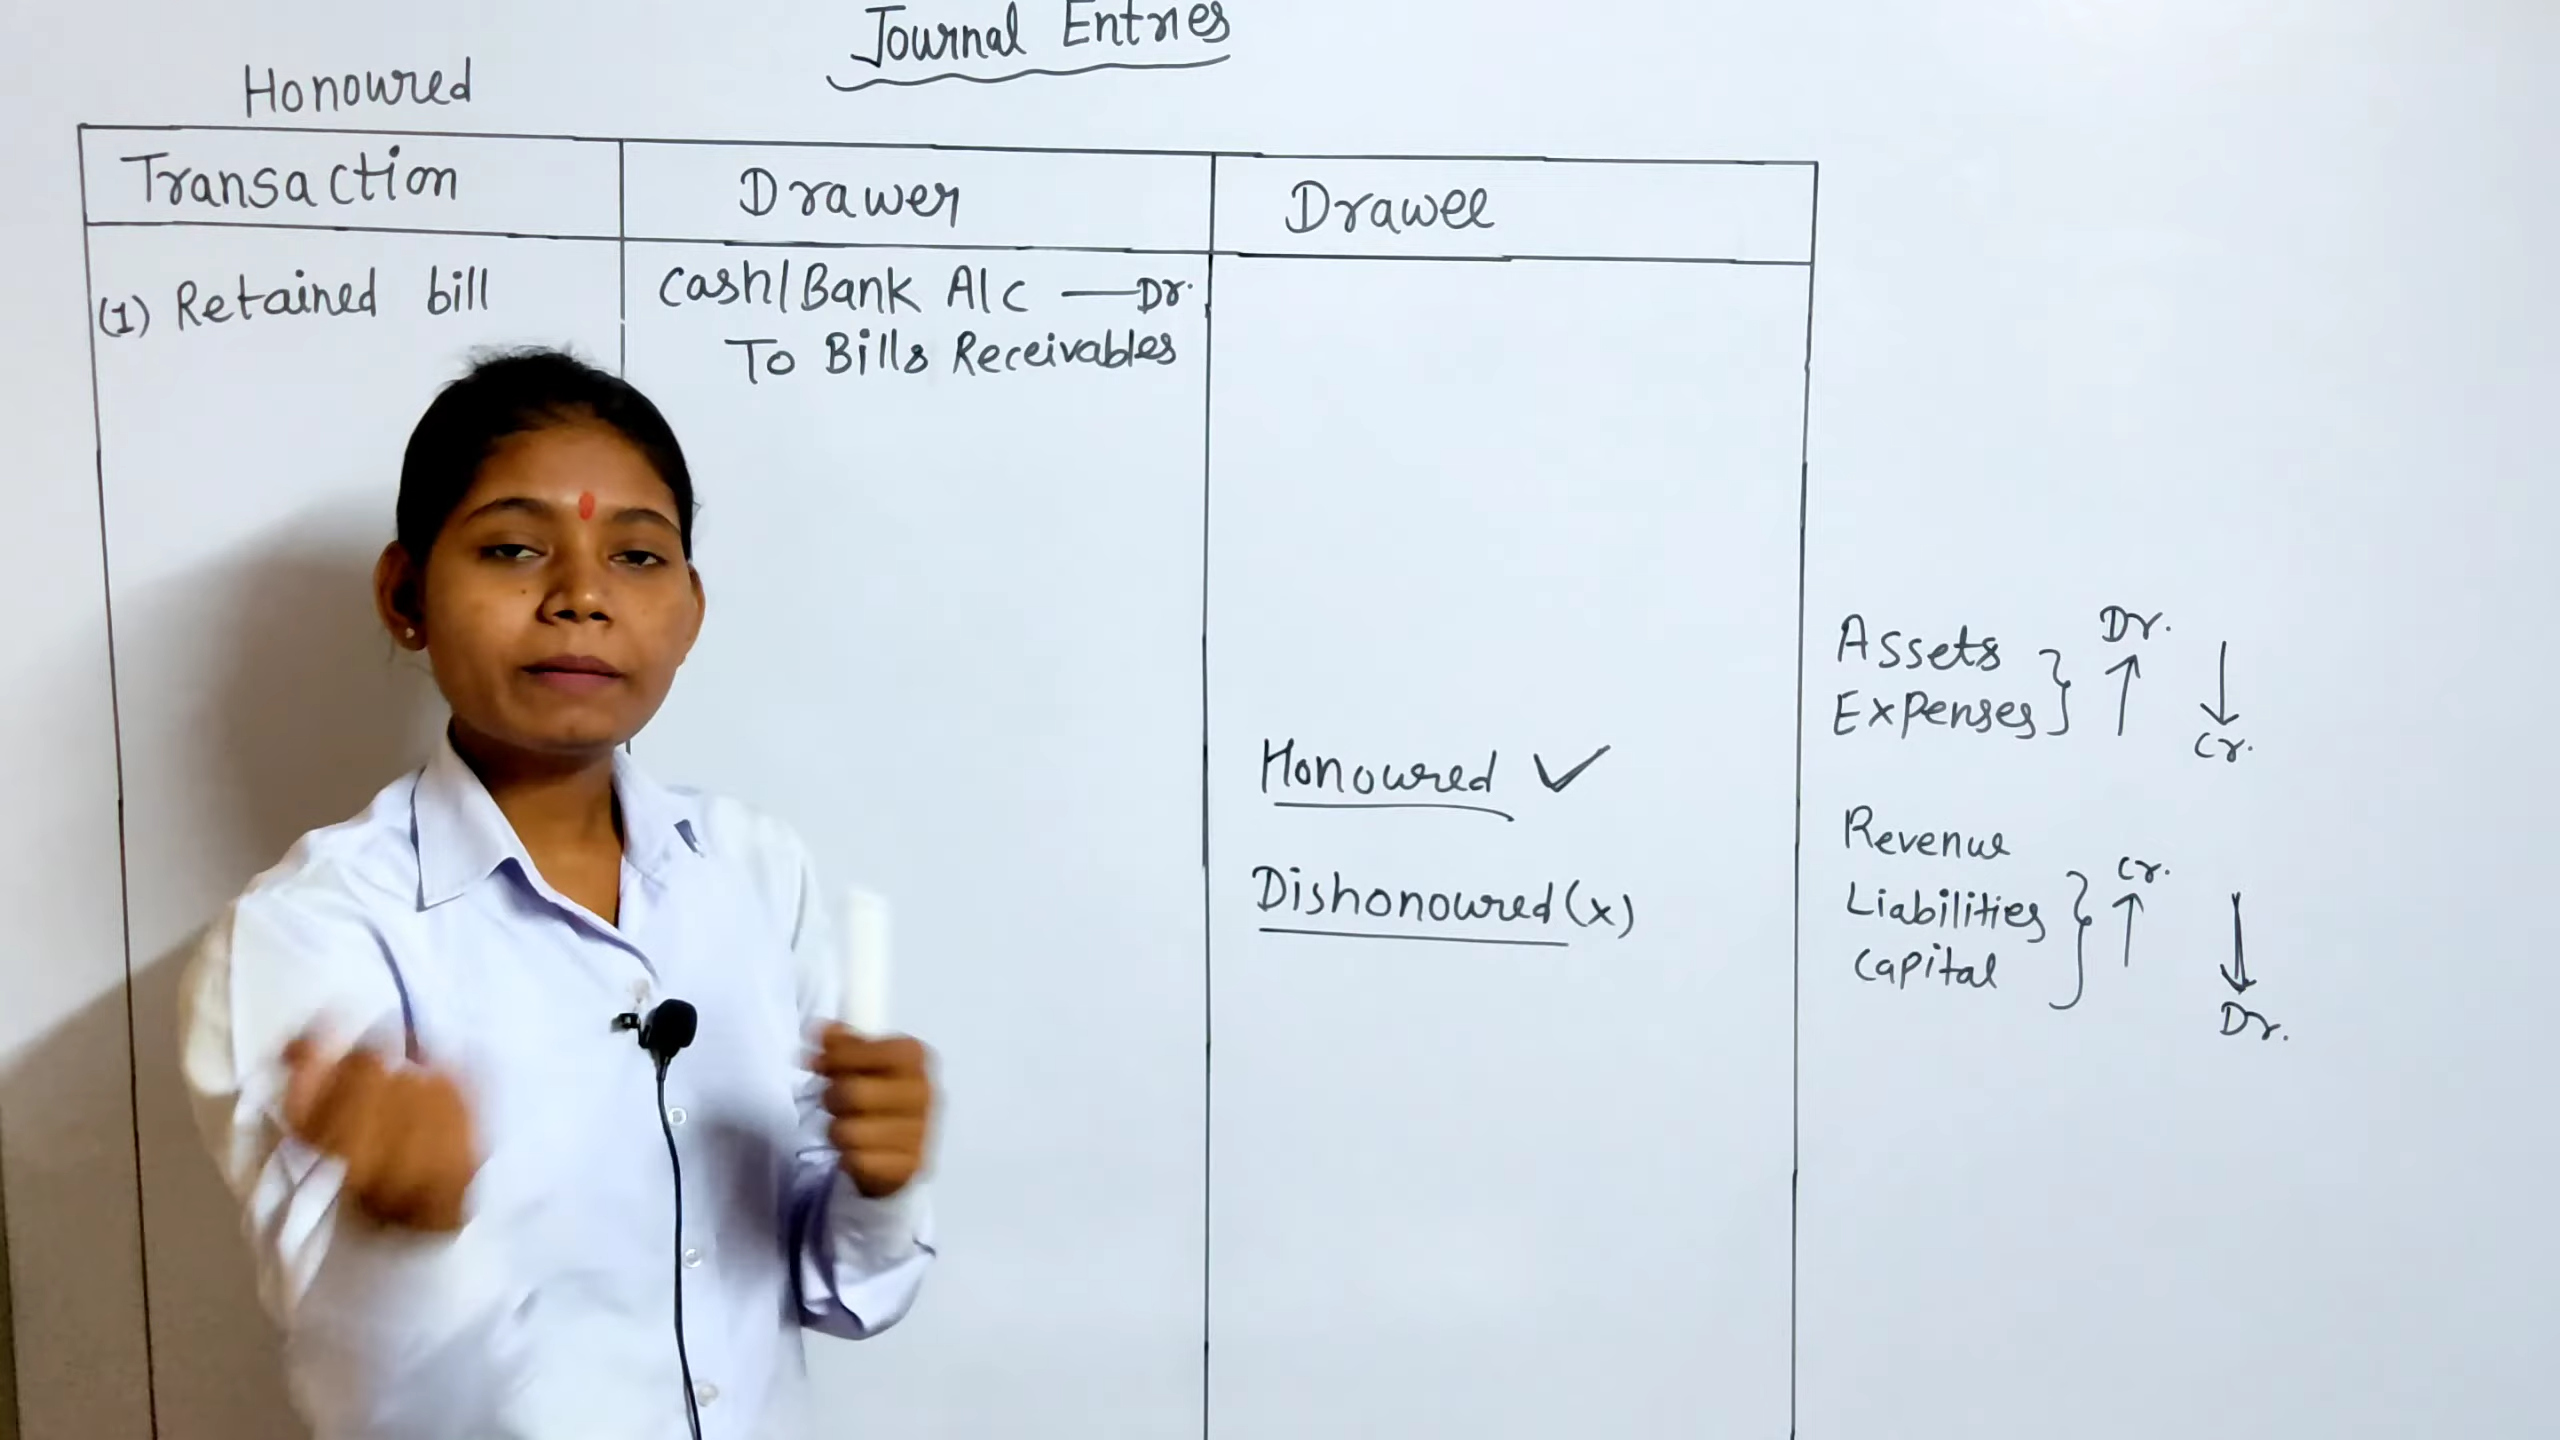 Journal Entries
Honoured
Transaction
Drawer
Drawee
(1) Retained bill
Cash/Bank A/c —Dr.
To Bills Receivables
Honoured ✓
Dishonoured (x)
Assets
Expenses
Dr.
Cr.
Revenue
Liabilities
Capital
Cr.
Dr.